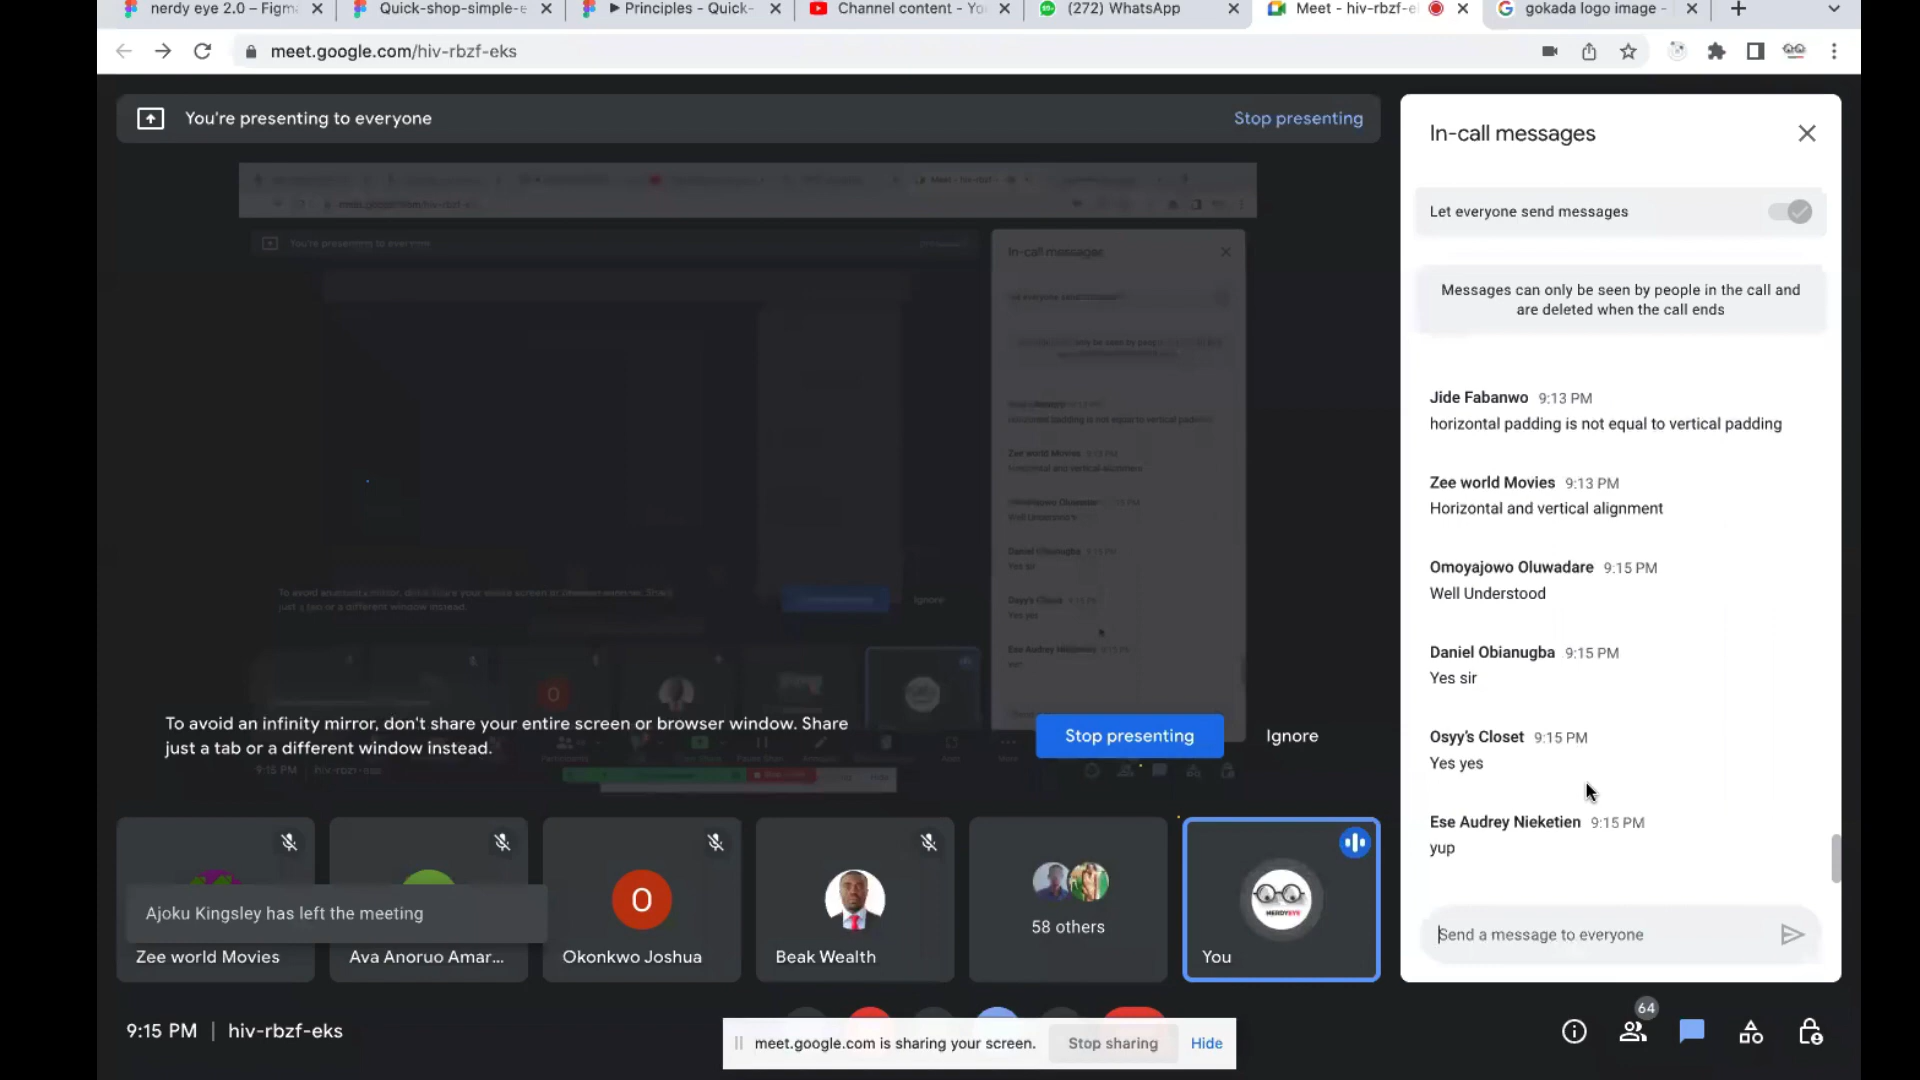 nerdy eye 2.0 – Figm
Quick-shop-simple-e
Principles - Quick-
Channel content - Yo
(272) WhatsApp
Meet - hiv-rbzf-e
gokada logo image -
meet.google.com/hiv-rbzf-eks
You're presenting to everyone
Stop presenting
In-call messages
Let everyone send messages
Messages can only be seen by people in the call and
are deleted when the call ends
Jide Fabanwo 9:13 PM
horizontal padding is not equal to vertical padding
Zee world Movies 9:13 PM
Horizontal and vertical alignment
Omoyajowo Oluwadare 9:15 PM
Well Understood
Daniel Obianugba 9:15 PM
Yes sir
Osyy's Closet 9:15 PM
Yes yes
Ese Audrey Nieketien 9:15 PM
yup
Send a message to everyone
To avoid an infinity mirror, don't share your entire screen or browser window. Share
just a tab or a different window instead.
Stop presenting
Ignore
Ajoku Kingsley has left the meeting
Zee world Movies
Ava Anoruo Amar...
O
Okonkwo Joshua
Beak Wealth
58 others
NERDYEYE
You
9:15 PM | hiv-rbzf-eks
meet.google.com is sharing your screen.
Stop sharing
Hide
64